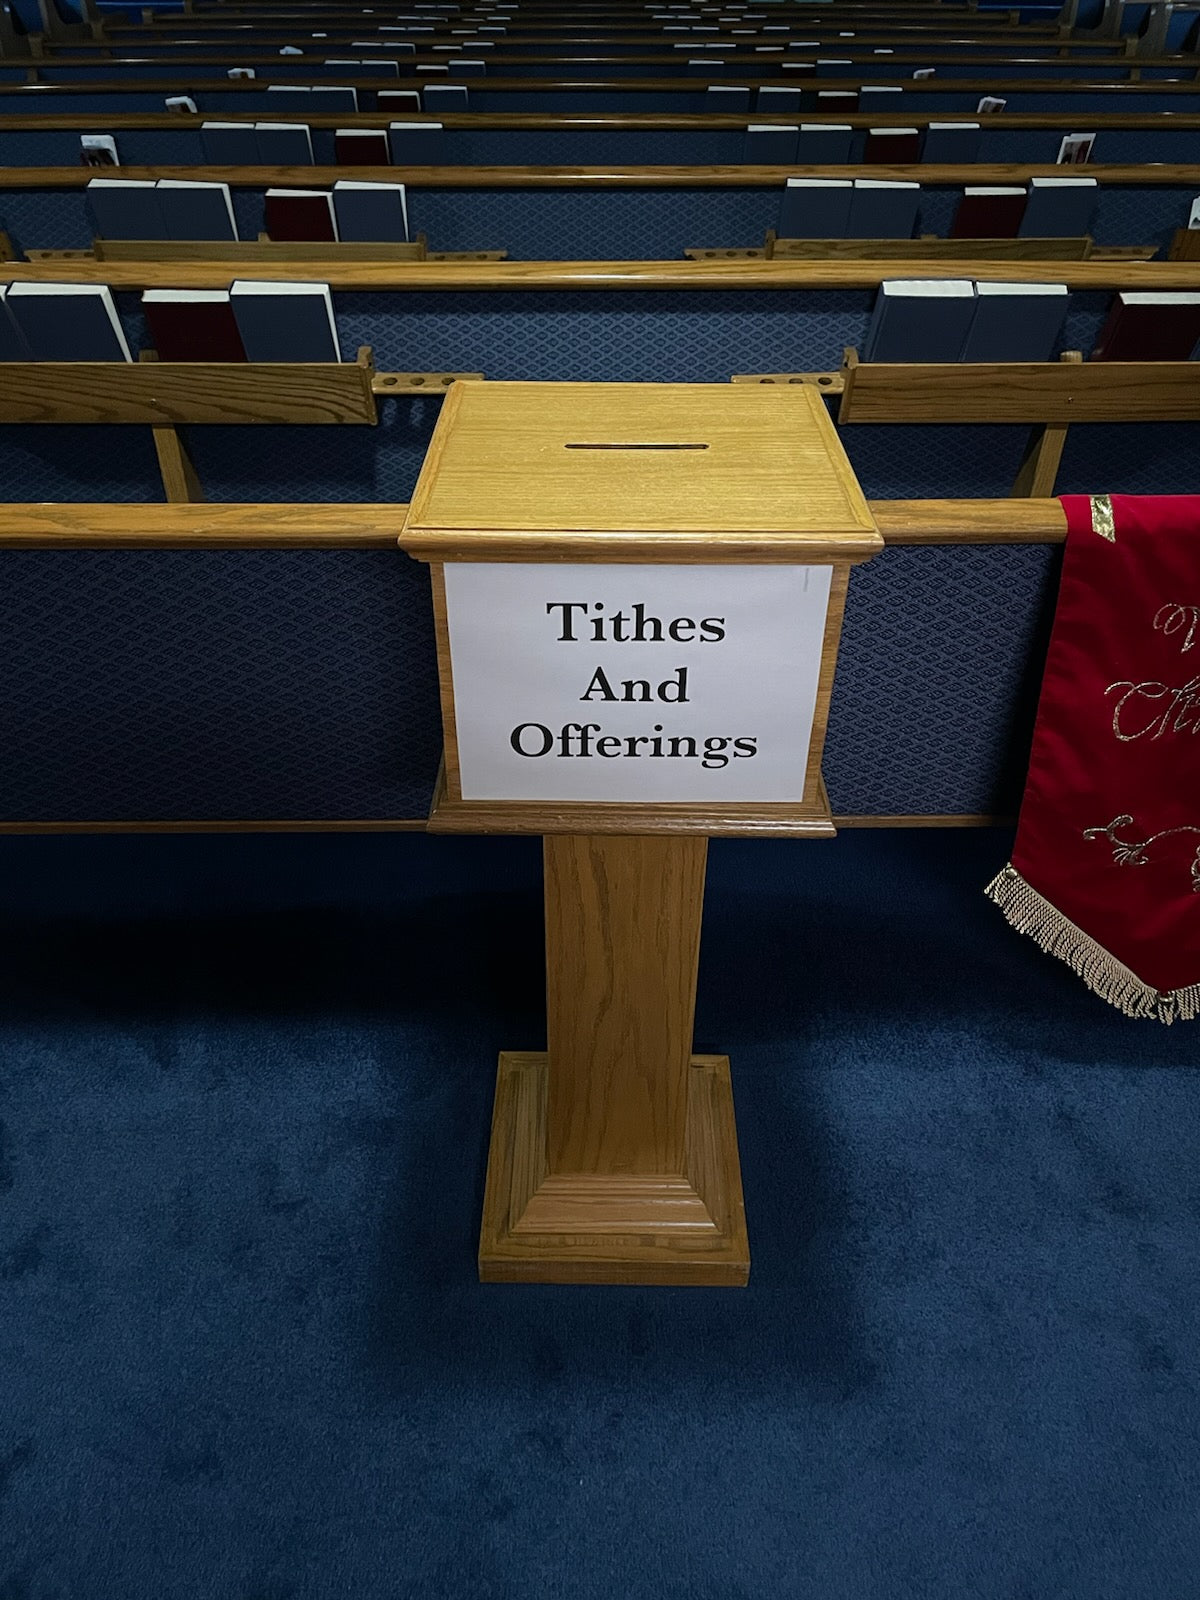 Tithes
And
Offerings